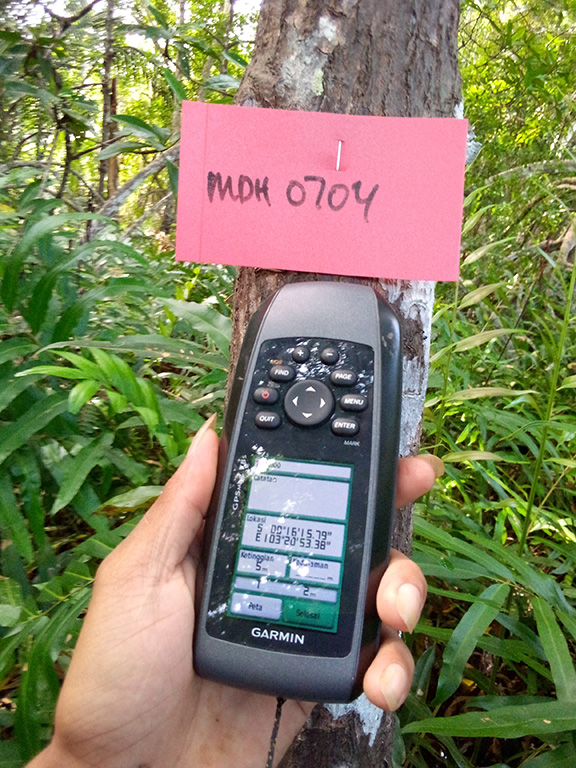 MDH 0704
FIND
PAGE
MENU
QUIT
ENTER
MARK
Catatan
Lokasi
S 00°16'15.79"
E103°20'53.38"
Ketinggian
5m
Peta
Selesai
GARMIN